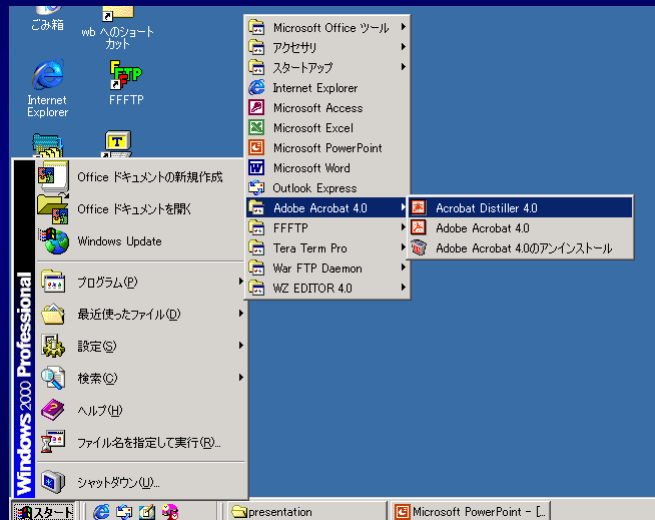 ごみ箱
wb へのショート
カット
Internet
Explorer
FFFTP
Microsoft Office ツール
アクセサリ
スタートアップ
Internet Explorer
Microsoft Access
Microsoft Excel
Microsoft PowerPoint
Microsoft Word
Outlook Express
Adobe Acrobat 4.0
FFFTP
Tera Term Pro
War FTP Daemon
WZ EDITOR 4.0
Acrobat Distiller 4.0
Adobe Acrobat 4.0
Adobe Acrobat 4.0のアンインストール
Office ドキュメントの新規作成
Office ドキュメントを開く
Windows Update
プログラム(P)
最近使ったファイル(D)
設定(S)
検索(C)
ヘルプ(H)
ファイル名を指定して実行(R)...
シャットダウン(U)...
Windows 2000 Professional
スタート
presentation
Microsoft PowerPoint - [...